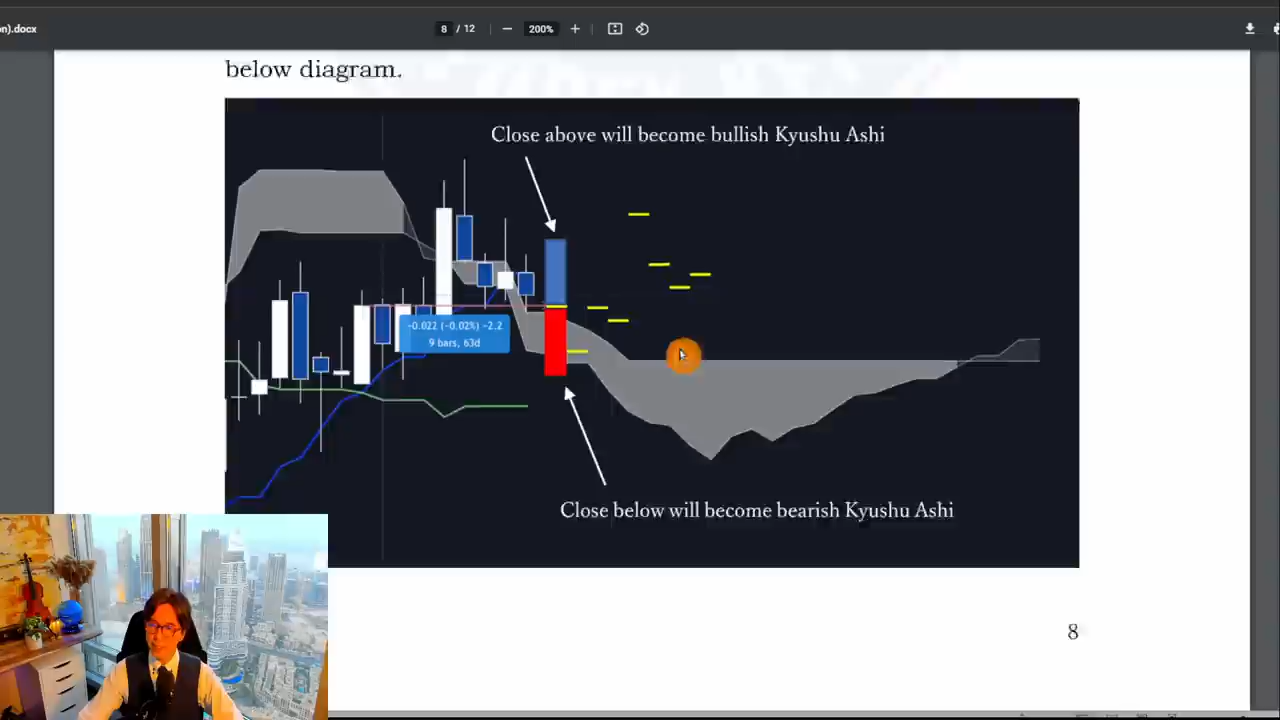 n).docx
8 / 12
200%
below diagram.
Close above will become bullish Kyushu Ashi
-0.022 (-0.02%) -2.2
9 bars, 63d
Close below will become bearish Kyushu Ashi
8